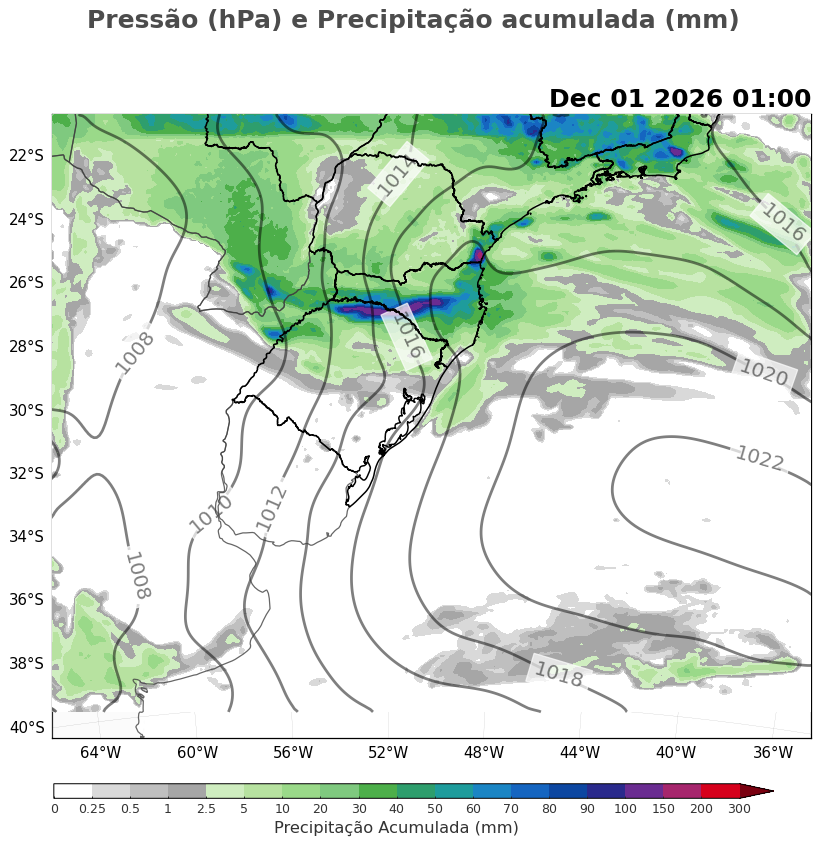 Pressão (hPa) e Precipitação acumulada (mm)
Dec 01 2026 01:00
22°S
24°S
26°S
28°S
30°S
32°S
34°S
36°S
38°S
40°S
1014
1016
1008
1016
1020
1022
1010
1012
1008
1018
64°W 60°W 56°W 52°W 48°W 44°W 40°W 36°W
0 0.25 0.5 1 2.5 5 10 20 30 40 50 60 70 80 90 100 150 200 300
Precipitação Acumulada (mm)